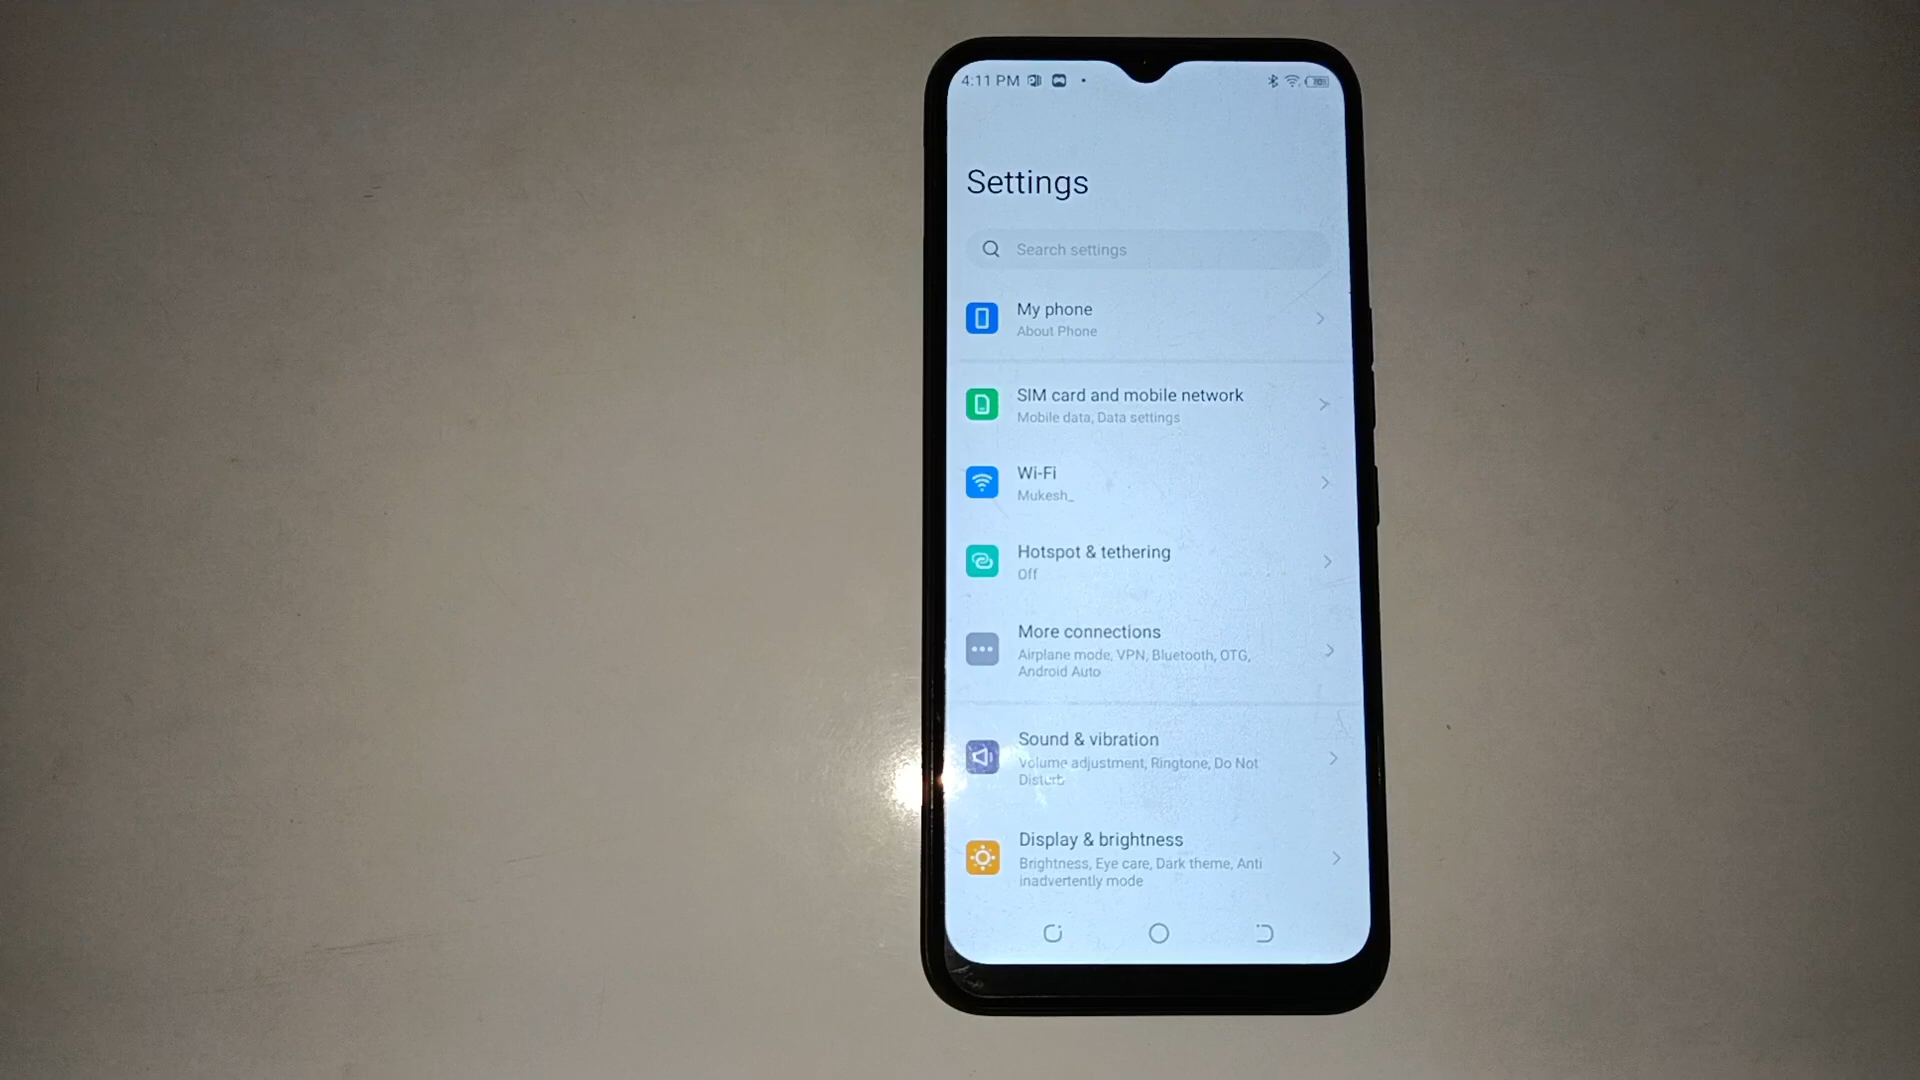 4:11 PM
Settings
Search settings
My phone
About Phone
SIM card and mobile network
Mobile data, Data settings
Wi-Fi
Mukesh_
Hotspot & tethering
Off
More connections
Airplane mode, VPN, Bluetooth, OTG,
Android Auto
Sound & vibration
Volume adjustment, Ringtone, Do Not
Disturb
Display & brightness
Brightness, Eye care, Dark theme, Anti
inadvertently mode